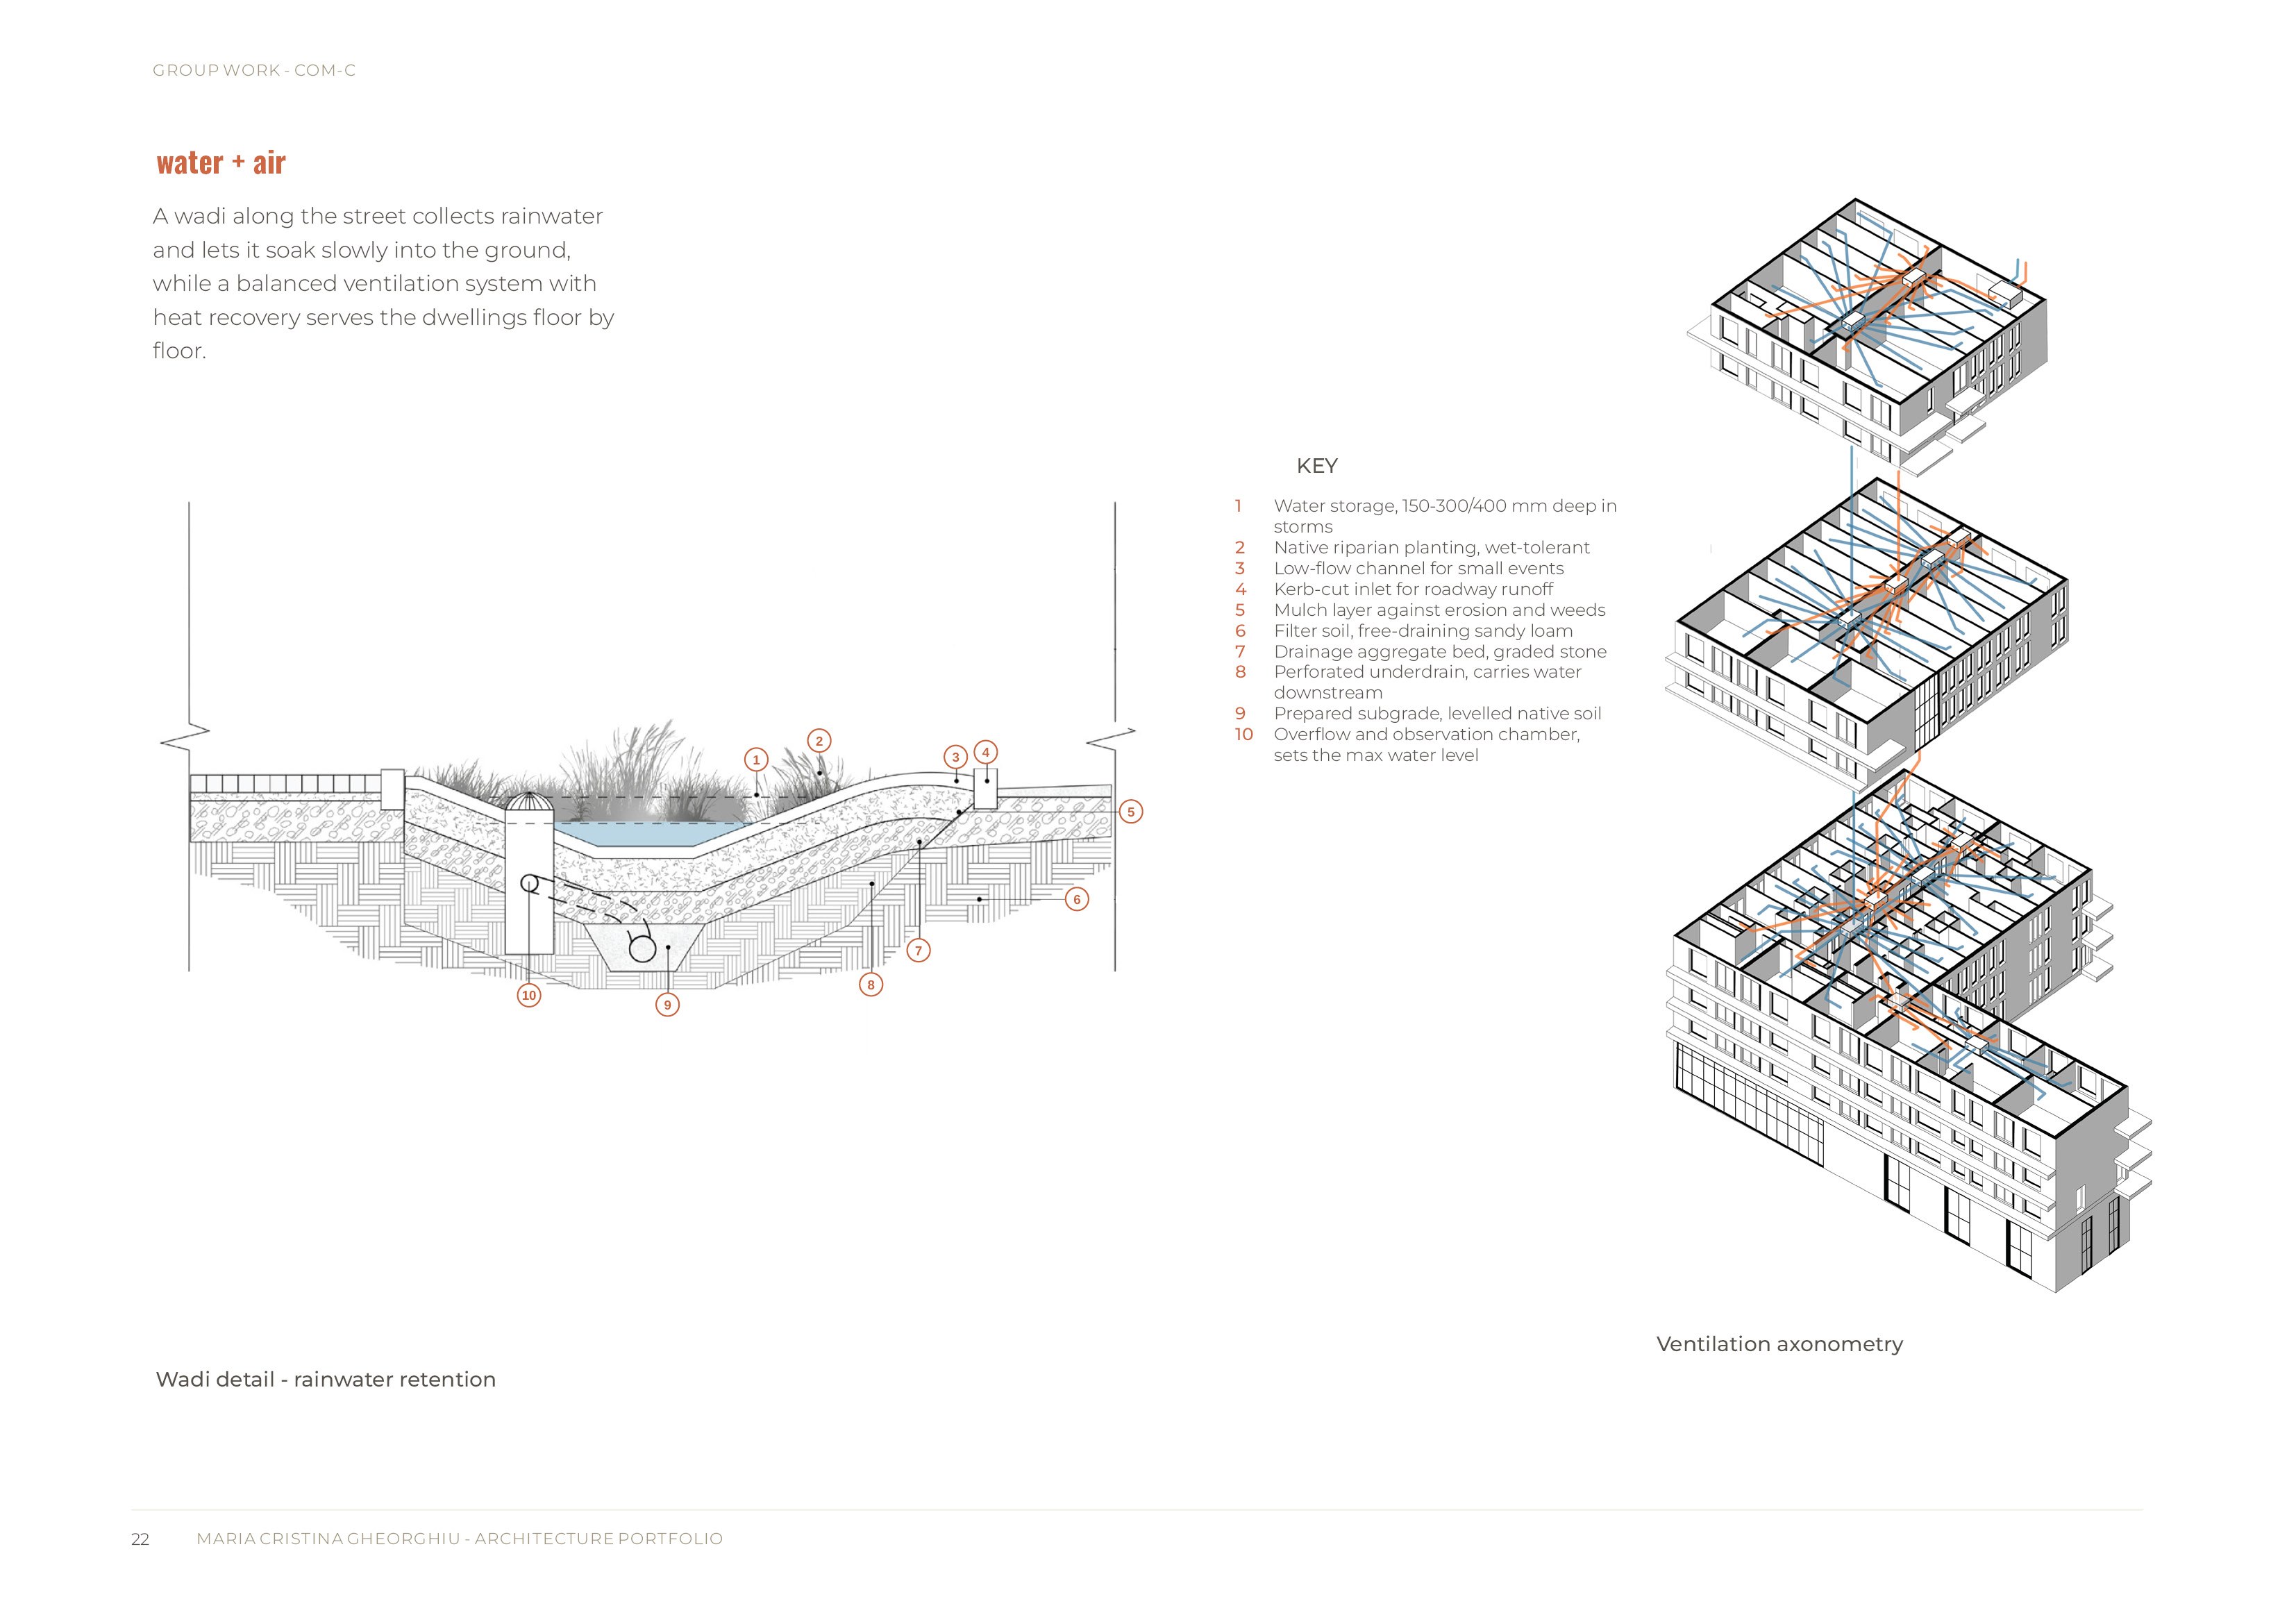 GROUP WORK - COM-C
water + air
A wadi along the street collects rainwater
and lets it soak slowly into the ground,
while a balanced ventilation system with
heat recovery serves the dwellings floor by
floor.
KEY
1 Water storage, 150-300/400 mm deep in
storms
2 Native riparian planting, wet-tolerant
3 Low-flow channel for small events
4 Kerb-cut inlet for roadway runoff
5 Mulch layer against erosion and weeds
6 Filter soil, free-draining sandy loam
7 Drainage aggregate bed, graded stone
8 Perforated underdrain, carries water
downstream
9 Prepared subgrade, levelled native soil
10 Overflow and observation chamber,
sets the max water level
1
2
3
4
5
6
7
8
9
10
Ventilation axonometry
Wadi detail - rainwater retention
22 MARIA CRISTINA GHEORGHIU - ARCHITECTURE PORTFOLIO